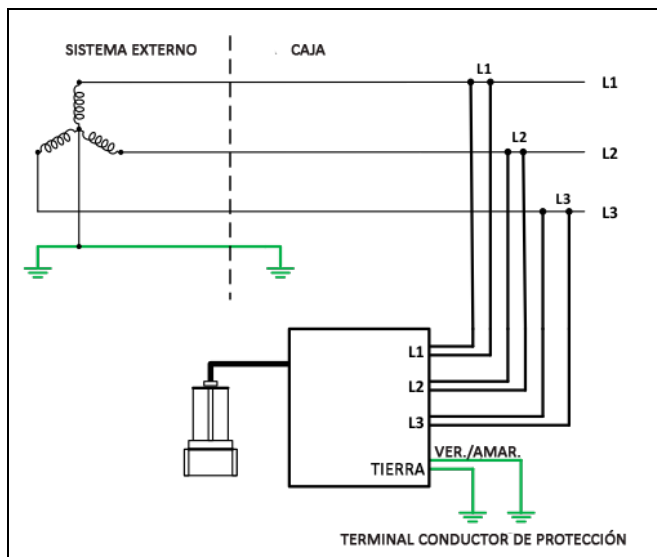 SISTEMA EXTERNO
CAJA
L1
L1
L2
L2
L3
L3
L1
L2
L3
VER./AMAR.
TIERRA
TERMINAL CONDUCTOR DE PROTECCIÓN